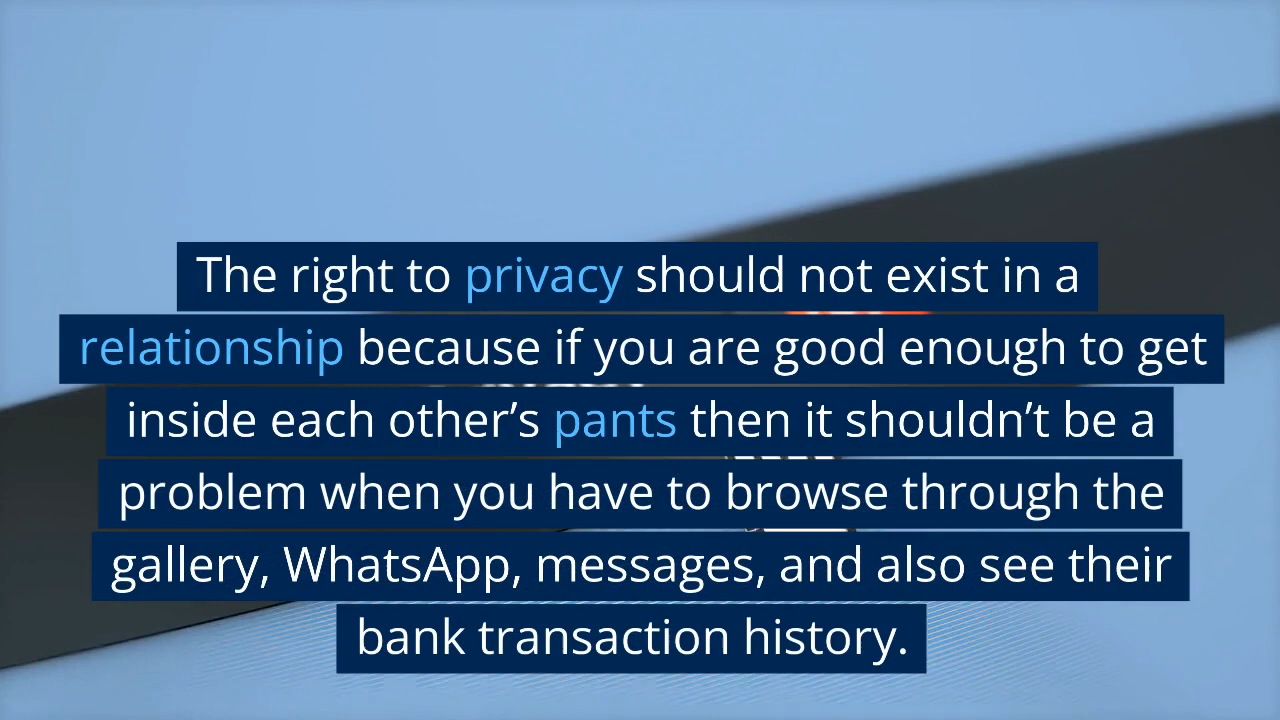 The right to privacy should not exist in a
relationship because if you are good enough to get
inside each other’s pants then it shouldn’t be a
problem when you have to browse through the
gallery, WhatsApp, messages, and also see their
bank transaction history.